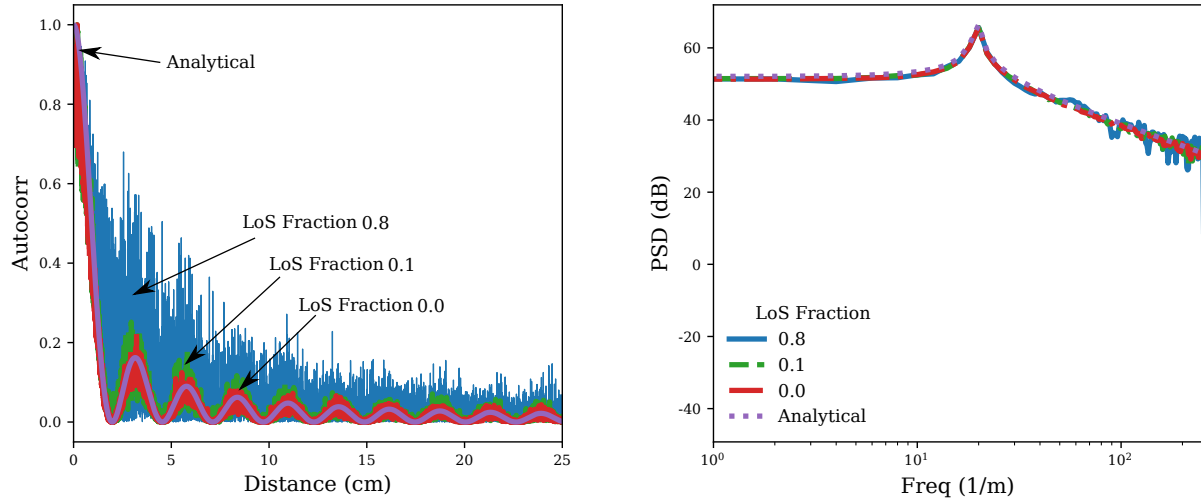 1.0
0.8
0.6
0.4
0.2
0.0
Autocorr
Analytical
LoS Fraction 0.8
LoS Fraction 0.1
LoS Fraction 0.0
0 5 10 15 20 25
Distance (cm)
60
40
20
0
−20
−40
PSD (dB)
LoS Fraction
0.8
0.1
0.0
Analytical
10⁰ 10¹ 10²
Freq (1/m)